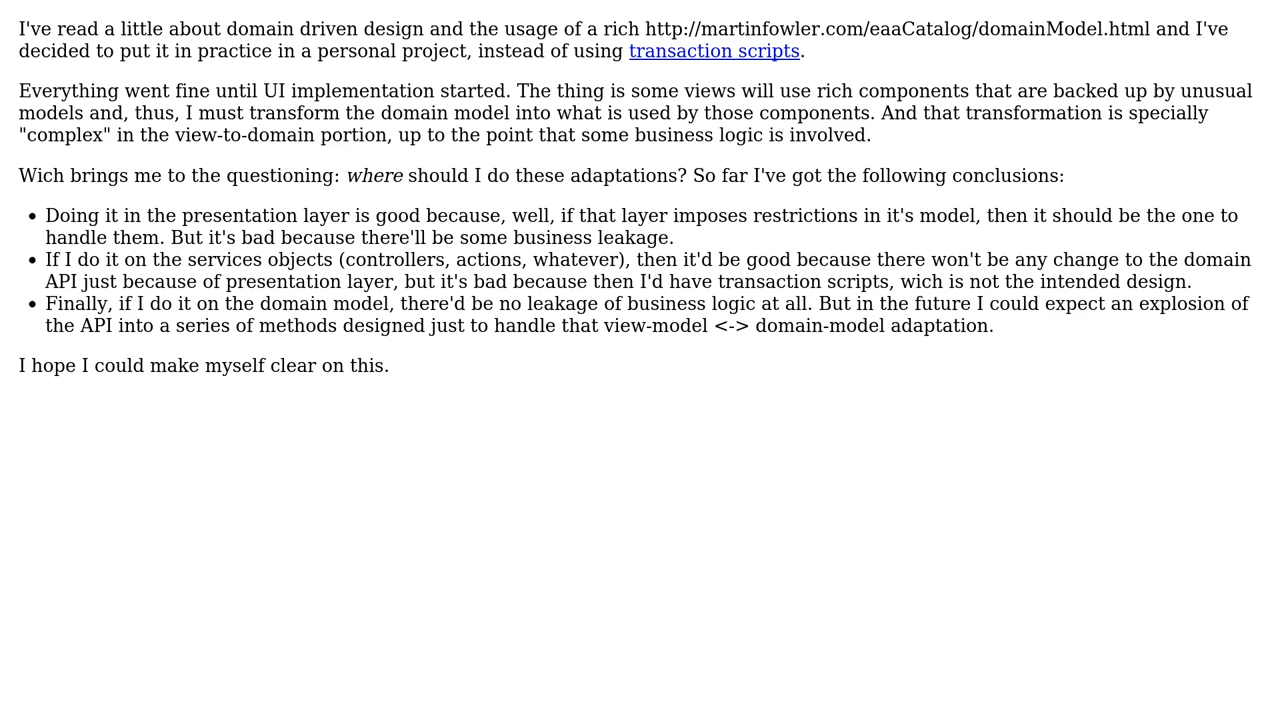 I've read a little about domain driven design and the usage of a rich http://martinfowler.com/eaaCatalog/domainModel.html and I've
decided to put it in practice in a personal project, instead of using transaction scripts.
Everything went fine until UI implementation started. The thing is some views will use rich components that are backed up by unusual
models and, thus, I must transform the domain model into what is used by those components. And that transformation is specially
"complex" in the view-to-domain portion, up to the point that some business logic is involved.
Wich brings me to the questioning: where should I do these adaptations? So far I've got the following conclusions:
• Doing it in the presentation layer is good because, well, if that layer imposes restrictions in it's model, then it should be the one to
handle them. But it's bad because there'll be some business leakage.
• If I do it on the services objects (controllers, actions, whatever), then it'd be good because there won't be any change to the domain
API just because of presentation layer, but it's bad because then I'd have transaction scripts, wich is not the intended design.
• Finally, if I do it on the domain model, there'd be no leakage of business logic at all. But in the future I could expect an explosion of
the API into a series of methods designed just to handle that view-model <-> domain-model adaptation.
I hope I could make myself clear on this.